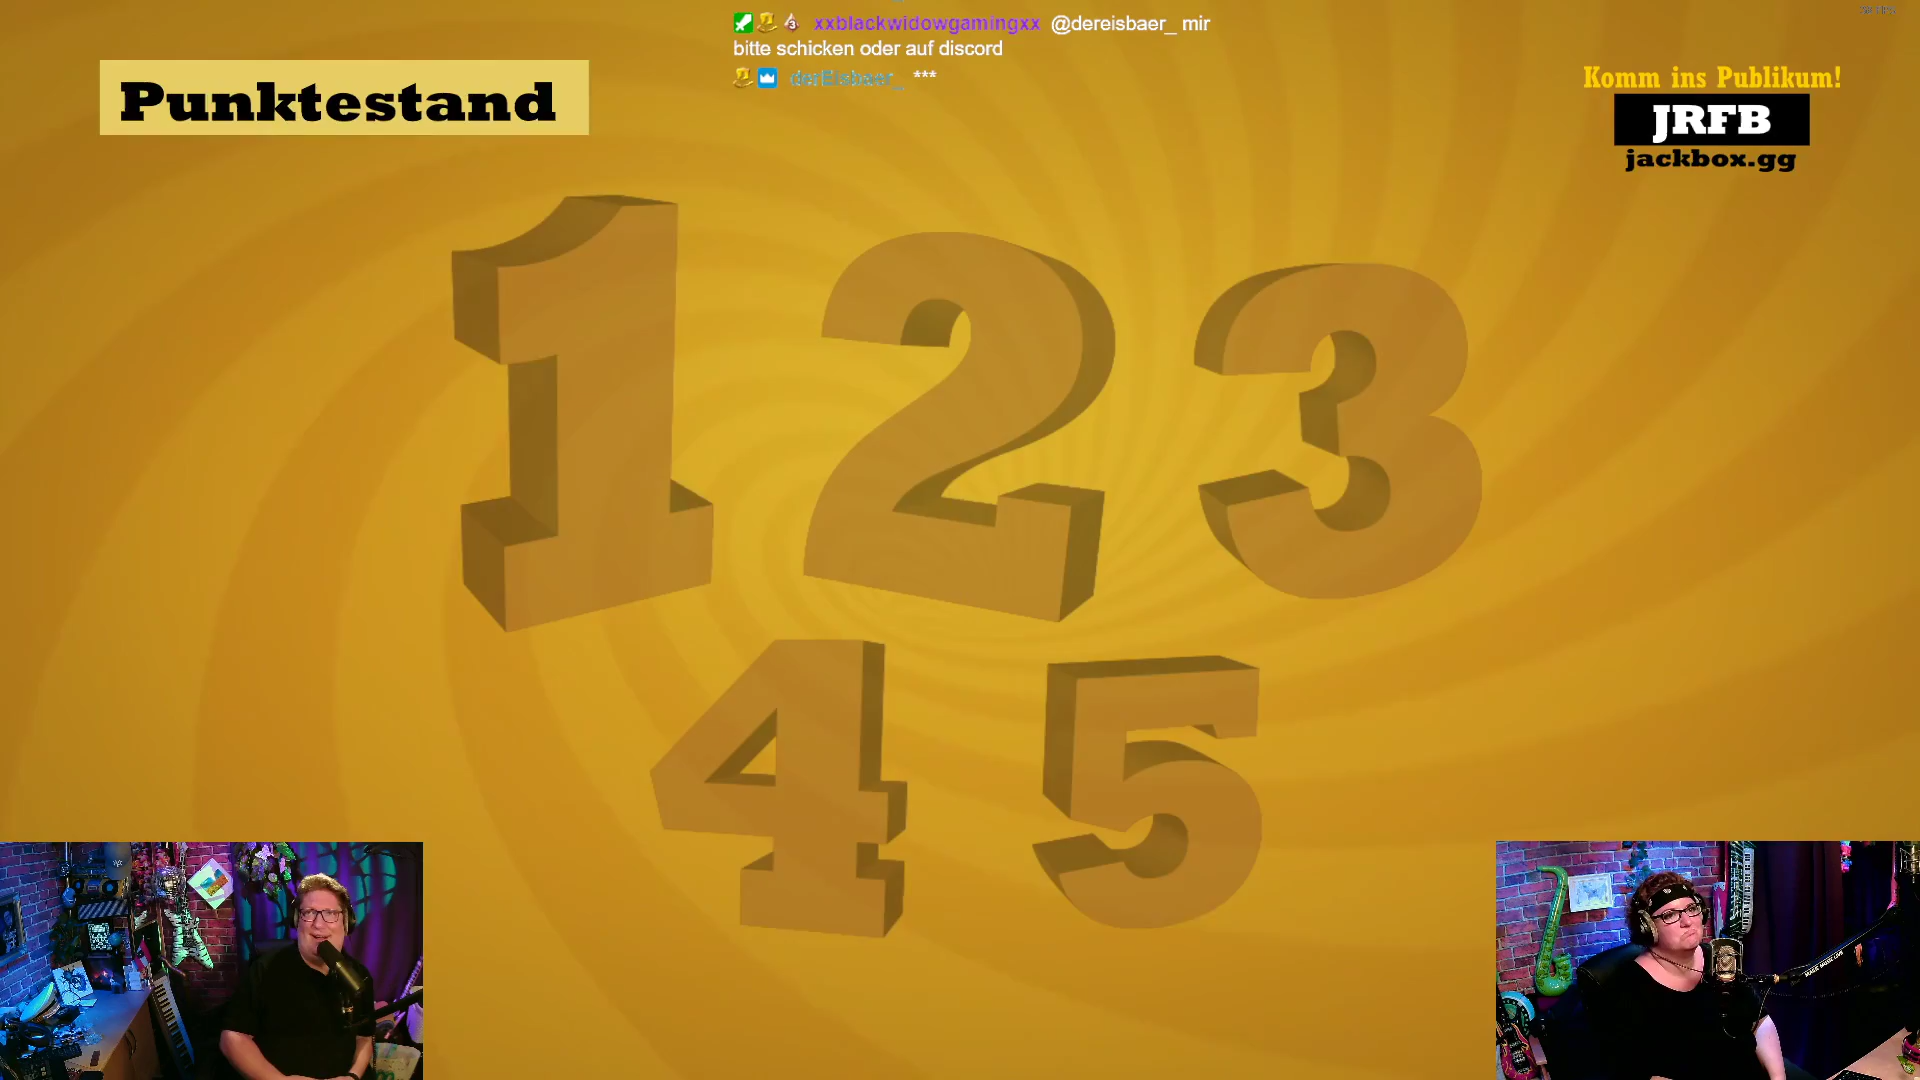 xxblackwidowgamingxx @dereisbaer_ mir
bitte schicken oder auf discord
derEisbaer_ ***
Punktestand
Komm ins Publikum!
JRFB
jackbox.gg
1 2 3
4 5